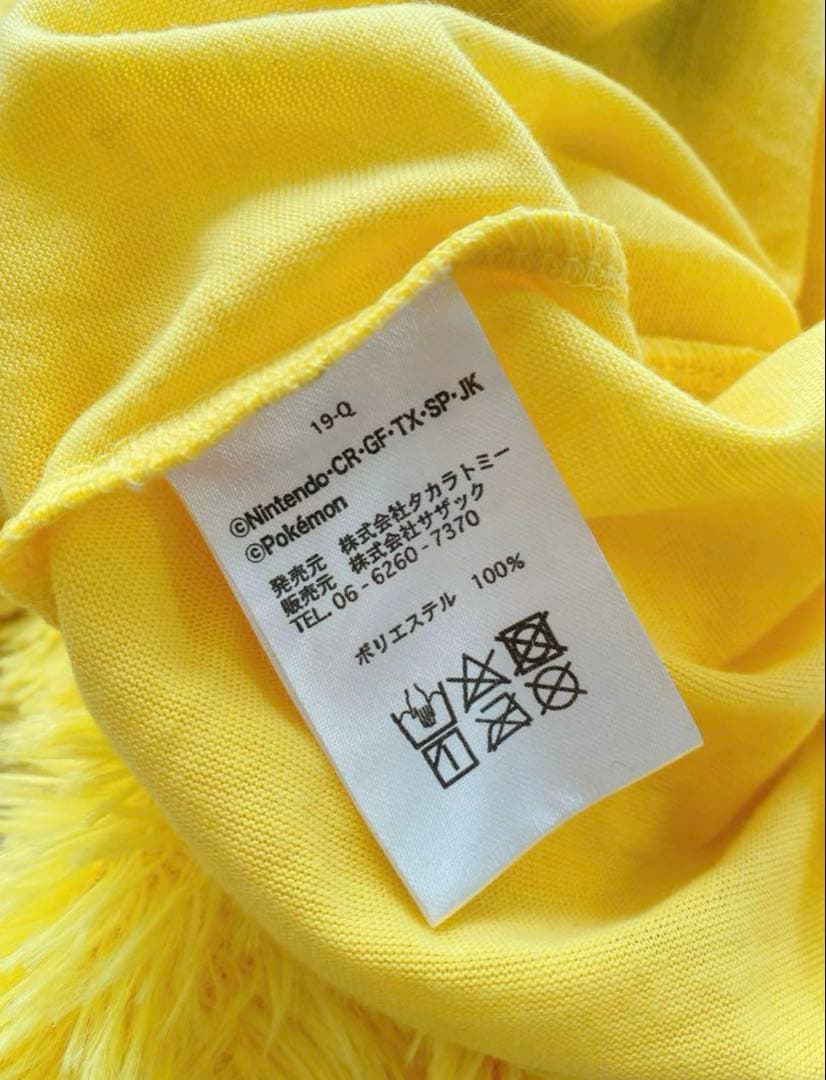 19-Q
©Nintendo・CR・GF・TX・SP・JK
©Pokémon
発売元 株式会社タカラトミー
販売元 株式会社サザック
TEL.06-6260-7370
ポリエステル 100%